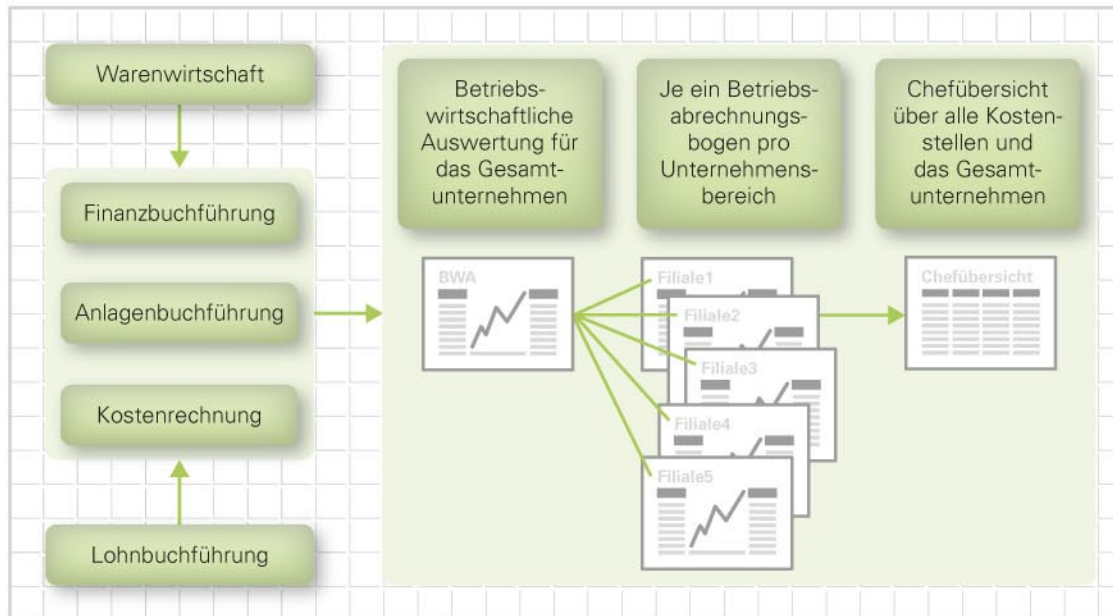 Warenwirtschaft
Finanzbuchführung
Anlagenbuchführung
Kostenrechnung
Lohnbuchführung
Betriebs-
wirtschaftliche
Auswertung für
das Gesamt-
unternehmen
Je ein Betriebs-
abrechnungs-
bogen pro
Unternehmens-
bereich
Chefübersicht
über alle Kosten-
stellen und
das Gesamt-
unternehmen
BWA
Filiale1
Filiale2
Filiale3
Filiale4
Filiale5
Chefübersicht